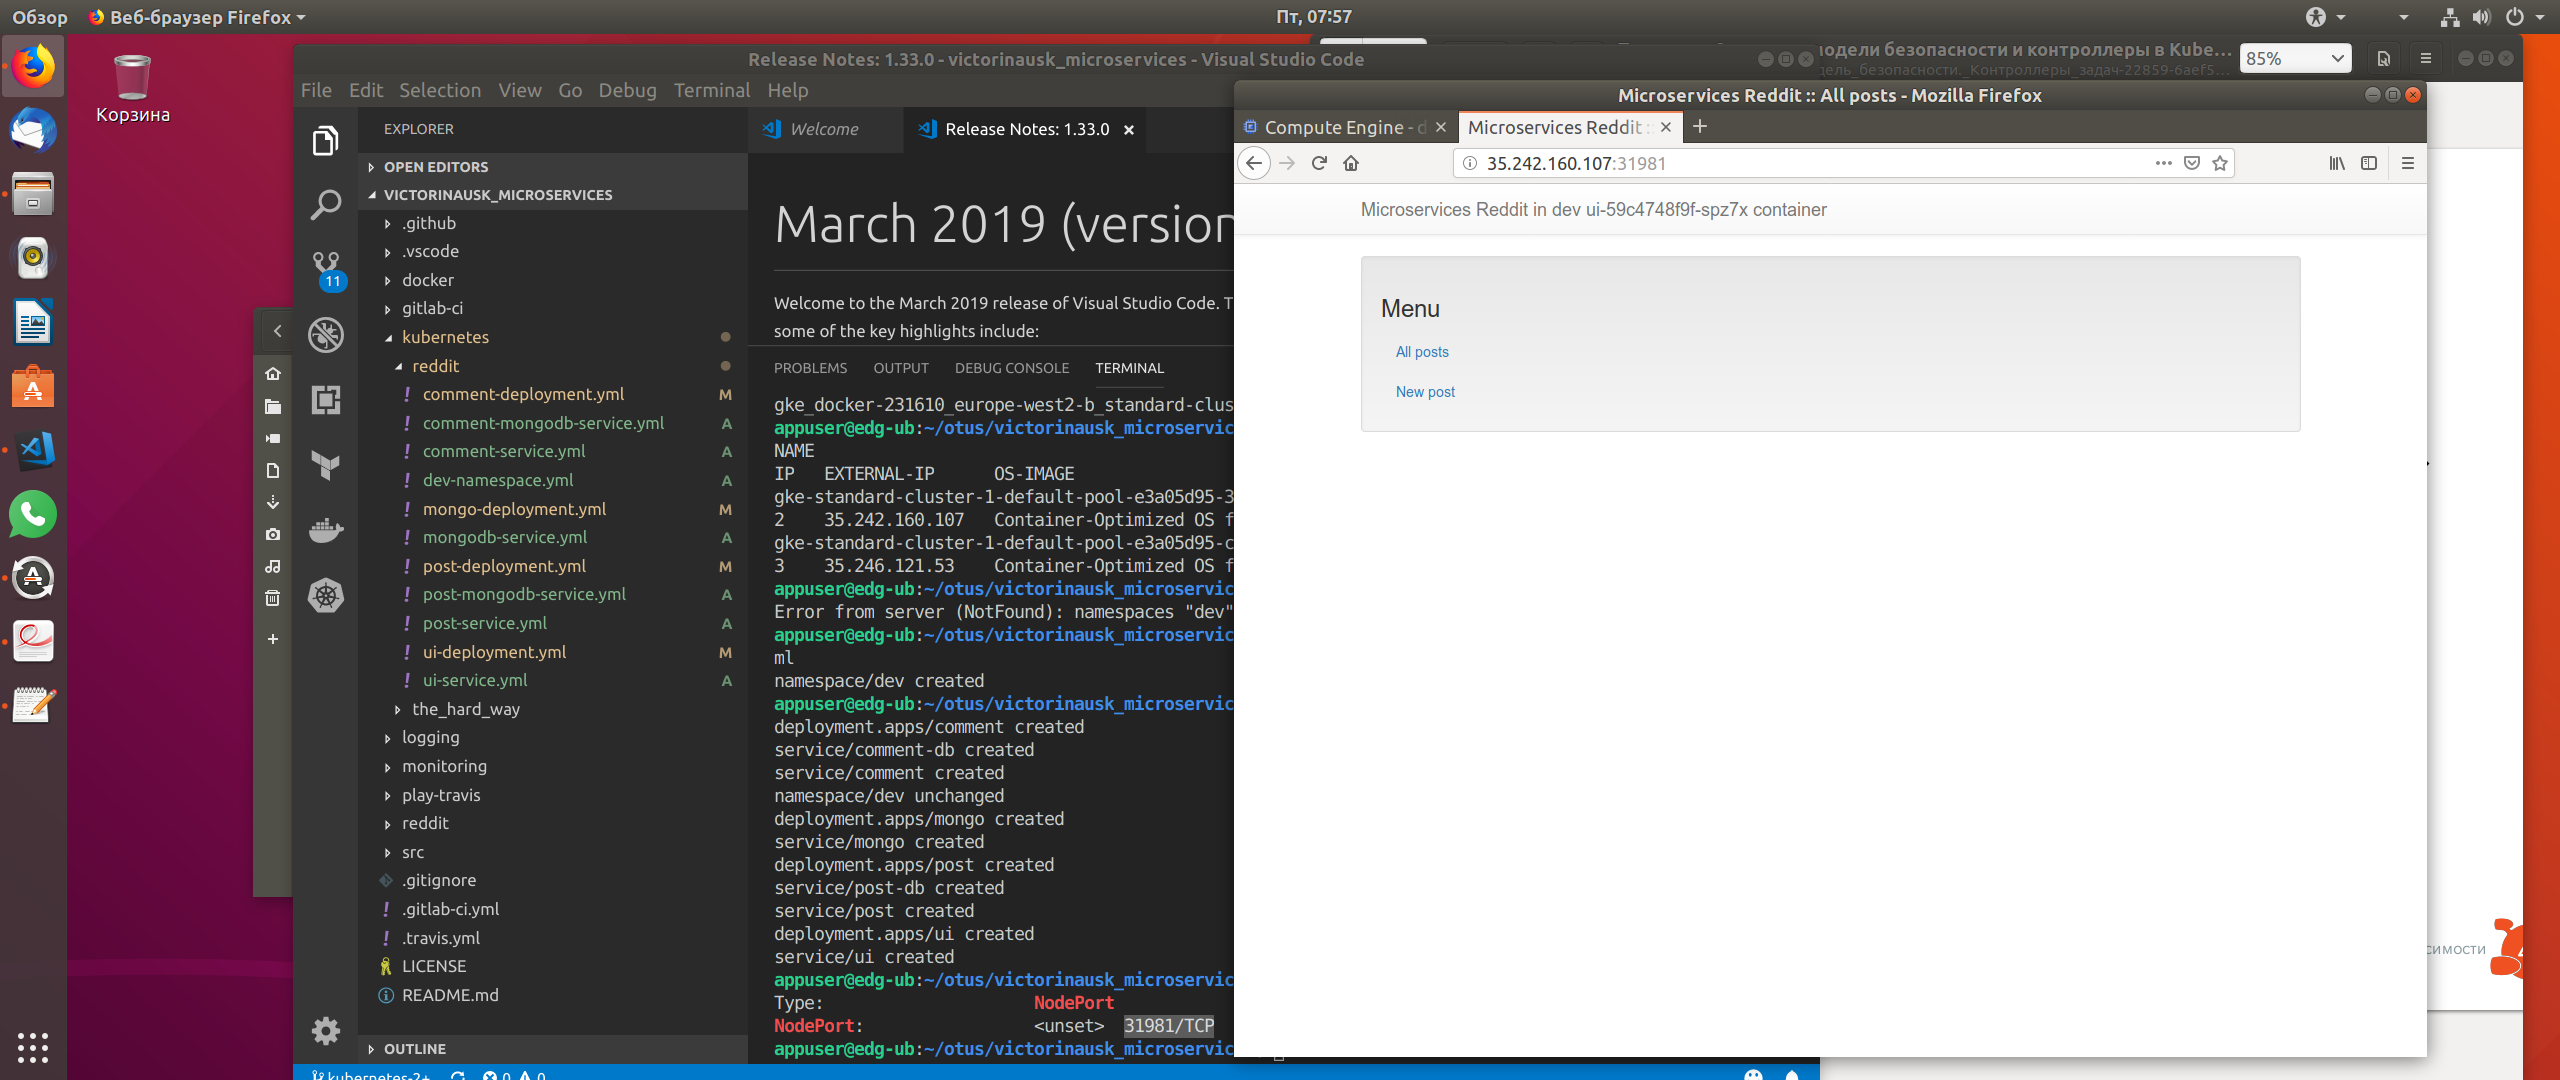 Обзор
Веб-браузер Firefox
Пт, 07:57
Корзина
Release Notes: 1.33.0 - victorinausk_microservices - Visual Studio Code
File Edit Selection View Go Debug Terminal Help
EXPLORER
OPEN EDITORS
VICTORINAUSK_MICROSERVICES
.github
.vscode
docker
gitlab-ci
kubernetes
reddit
comment-deployment.yml M
comment-mongodb-service.yml A
comment-service.yml A
dev-namespace.yml A
mongo-deployment.yml M
mongodb-service.yml A
post-deployment.yml M
post-mongodb-service.yml A
post-service.yml A
ui-deployment.yml M
ui-service.yml A
the_hard_way
logging
monitoring
play-travis
reddit
src
.gitignore
.gitlab-ci.yml
.travis.yml
LICENSE
README.md
OUTLINE
11
kubernetes-2+ 0 0
Welcome
Release Notes: 1.33.0
March 2019 (version
Welcome to the March 2019 release of Visual Studio Code. T
some of the key highlights include:
PROBLEMS OUTPUT DEBUG CONSOLE TERMINAL
gke_docker-231610_europe-west2-b_standard-clus
appuser@edg-ub:~/otus/victorinausk_microservic
NAME
IP EXTERNAL-IP OS-IMAGE
gke-standard-cluster-1-default-pool-e3a05d95-3
2 35.242.160.107 Container-Optimized OS f
gke-standard-cluster-1-default-pool-e3a05d95-c
3 35.246.121.53 Container-Optimized OS f
appuser@edg-ub:~/otus/victorinausk_microservic
Error from server (NotFound): namespaces "dev"
appuser@edg-ub:~/otus/victorinausk_microservic
ml
namespace/dev created
appuser@edg-ub:~/otus/victorinausk_microservic
deployment.apps/comment created
service/comment-db created
service/comment created
namespace/dev unchanged
deployment.apps/mongo created
service/mongo created
deployment.apps/post created
service/post-db created
service/post created
deployment.apps/ui created
service/ui created
appuser@edg-ub:~/otus/victorinausk_microservic
Type: NodePort
NodePort: <unset> 31981/TCP
appuser@edg-ub:~/otus/victorinausk_microservic
модели безопасности и контроллеры в Kube...
дель_безопасности._Контроллеры_задач-22859-6aef5...
85%
Microservices Reddit :: All posts - Mozilla Firefox
Compute Engine - d
Microservices Reddit :
35.242.160.107:31981
Microservices Reddit in dev ui-59c4748f9f-spz7x container
Menu
All posts
New post
симости